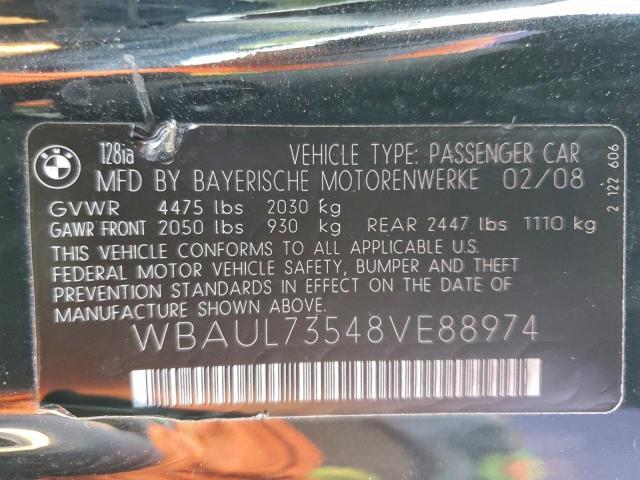 BMW
128ia VEHICLE TYPE: PASSENGER CAR
MFD BY BAYERISCHE MOTORENWERKE 02/08
GVWR 4475 lbs 2030 kg
GAWR FRONT 2050 lbs 930 kg REAR 2447 lbs 1110 kg
THIS VEHICLE CONFORMS TO ALL APPLICABLE U.S.
FEDERAL MOTOR VEHICLE SAFETY, BUMPER AND THEFT
PREVENTION STANDARDS IN EFFECT ON THE DATE OF
MANUFACTURE SHOWN ABOVE.
WBAUL73548VE88974
2 122 606